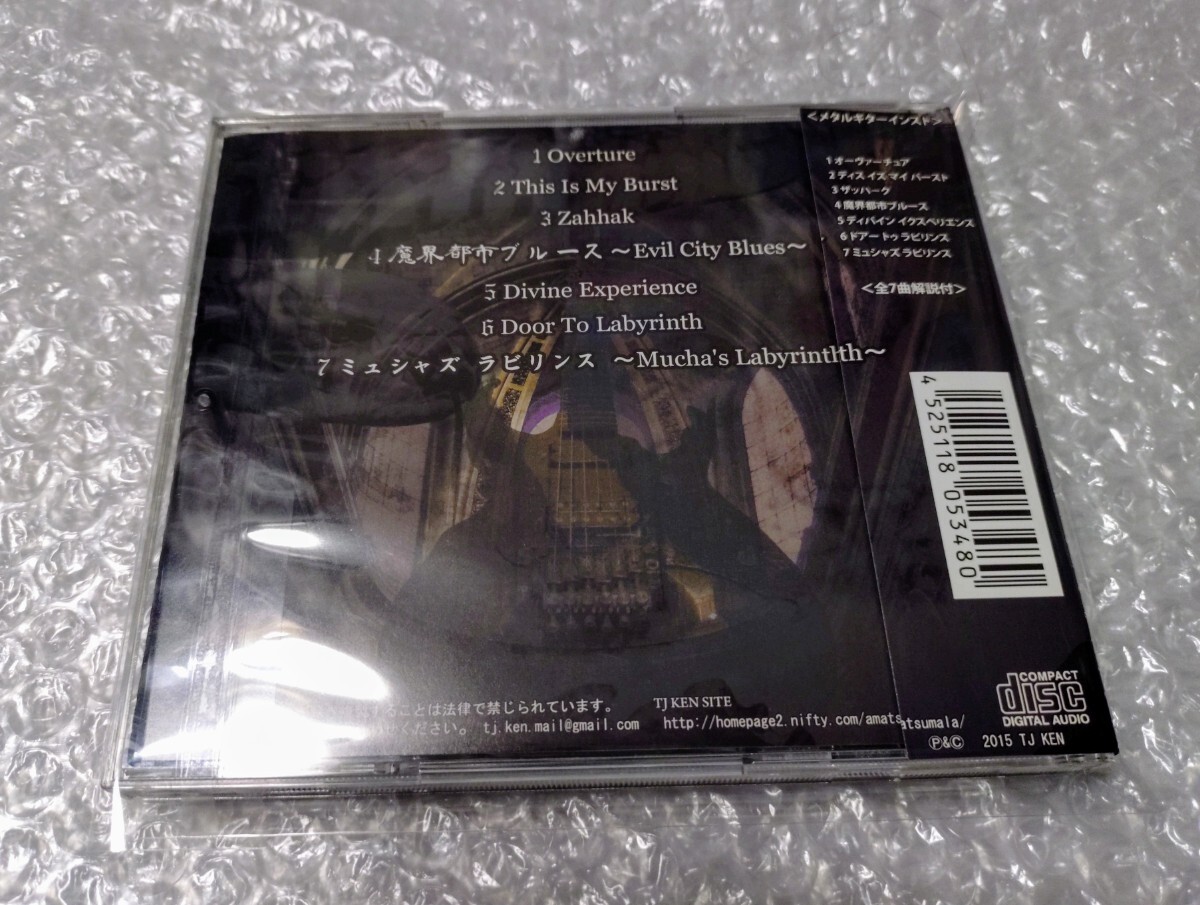 1 Overture
2 This Is My Burst
3 Zahhak
4 魔界都市ブルース ～Evil City Blues～
5 Divine Experience
6 Door To Labyrinth
7 ミュシャズ ラビリンス ～Mucha's Labyrintlth～
<メタルギターインスト>
1 オーヴァーチュア
2 ディス イズ マイ バースト
3 ザッハーク
4 魔界都市ブルース
5 ディバイン イクスペリエンス
6 ドアー トゥ ラビリンス
7 ミュシャズ ラビリンス
<全7曲解説付>
4 525118 053480
ことは法律で禁じられています。
ください。 tj.ken.mail@gmail.com
TJ KEN SITE
http://homepage2.nifty.com/amats
atsumala/
COMPACT
disc
DIGITAL AUDIO
Ⓟ&Ⓒ 2015 TJ KEN